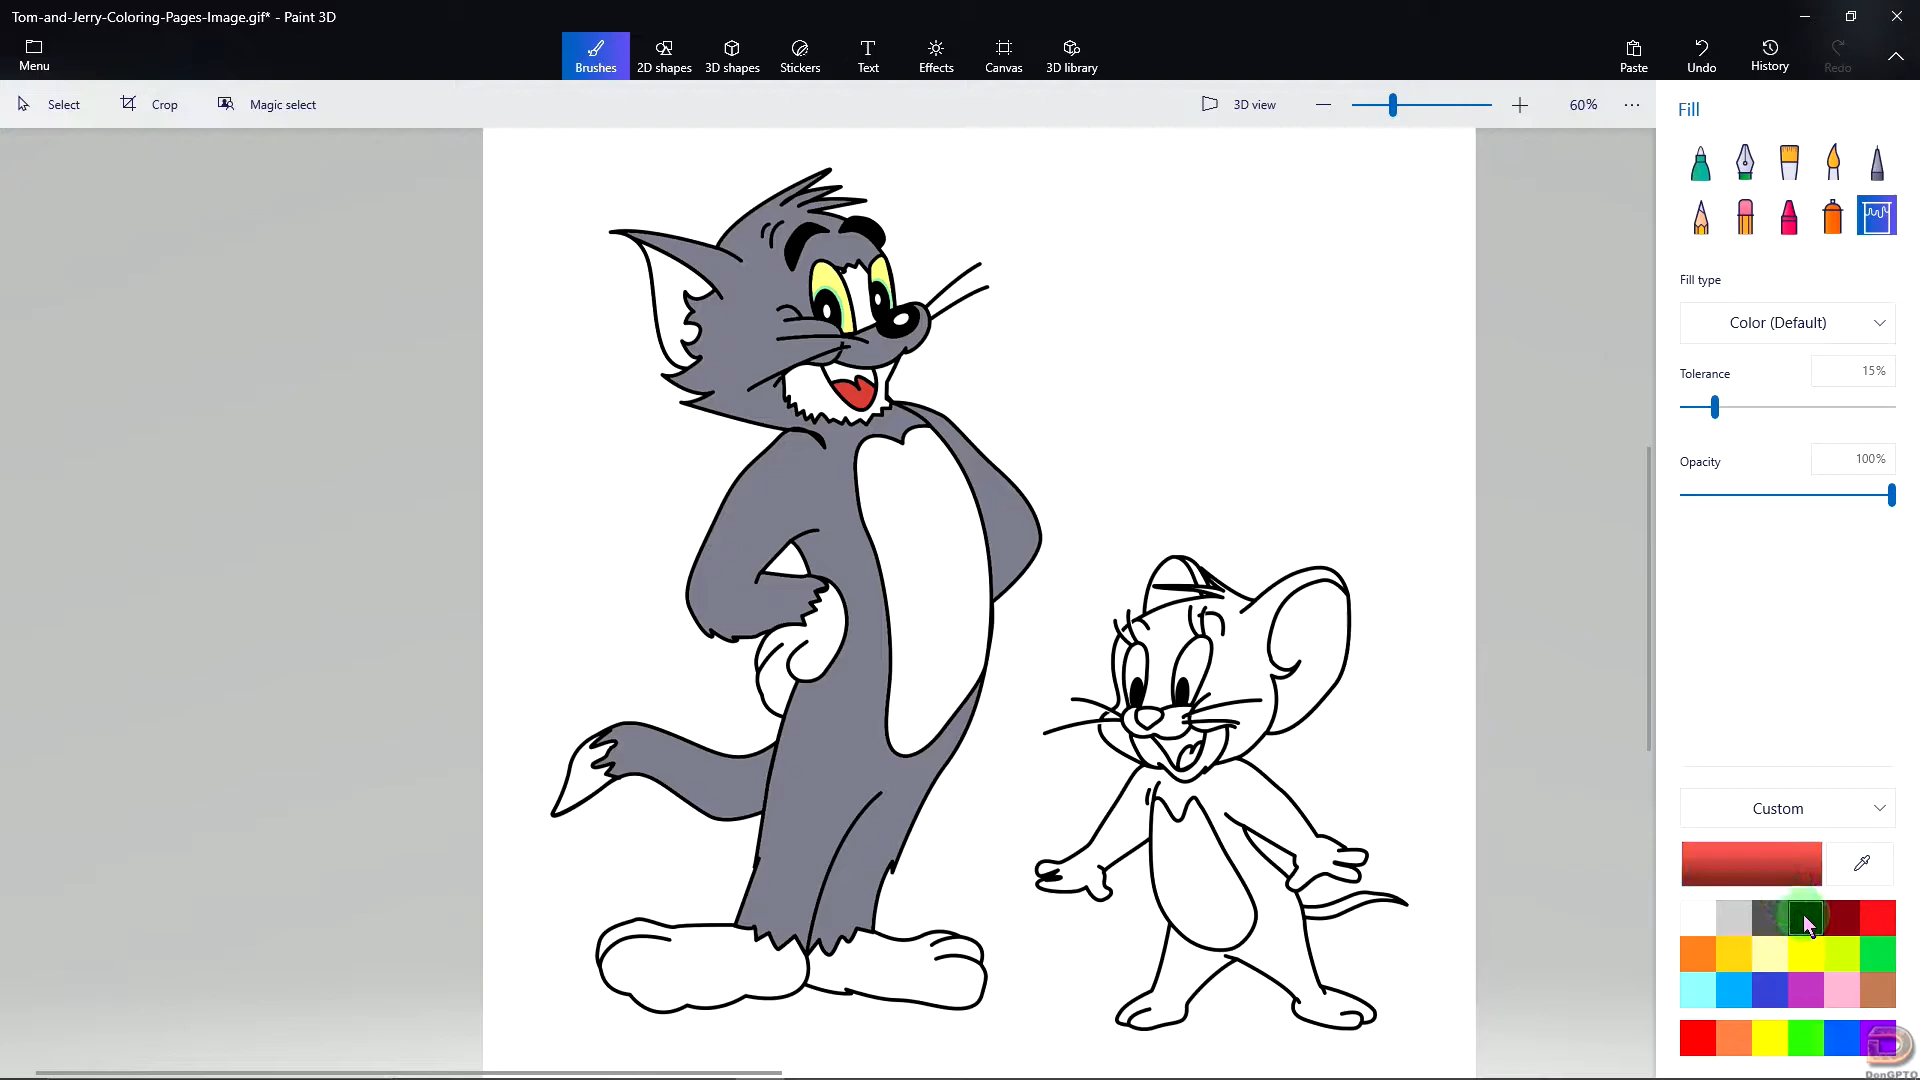 Tom-and-Jerry-Coloring-Pages-Image.gif* - Paint 3D
Menu
Brushes
2D shapes
3D shapes
Stickers
Text
Effects
Canvas
3D library
Paste
Undo
History
Redo
Select
Crop
Magic select
3D view
60%
Fill
Fill type
Color (Default)
Tolerance
15%
Opacity
100%
Custom
DanGPTO